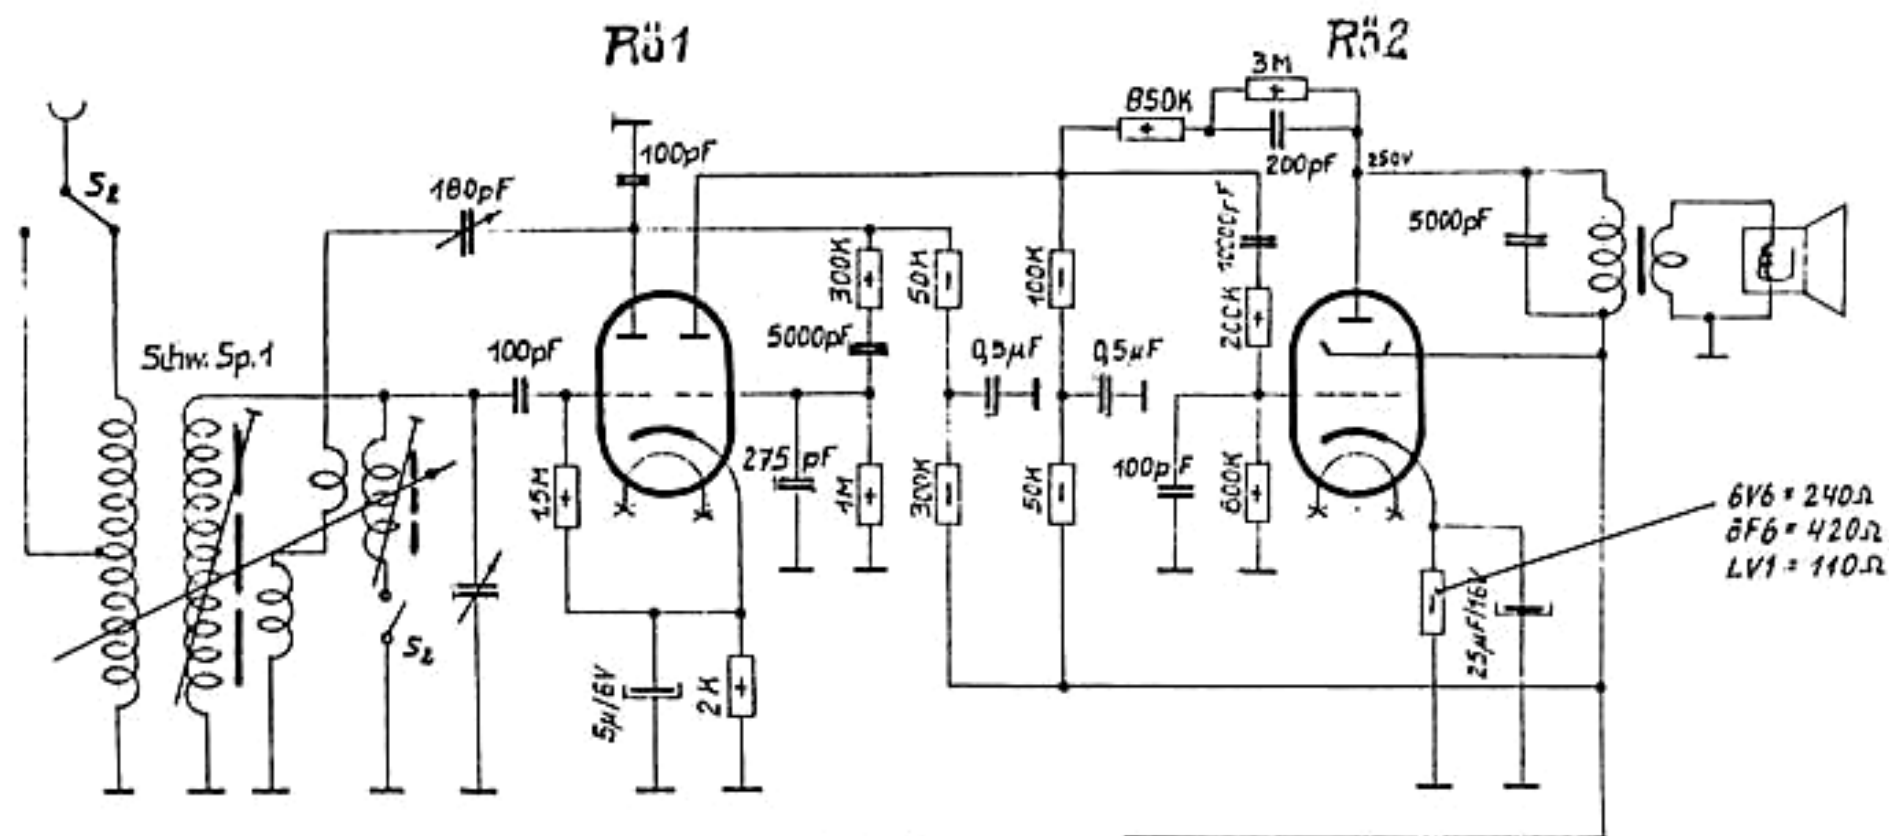 Rö1
Rö2
3M
850K
200pF
250V
100pF
180pF
S2
1000pF
5000pF
300K
50K
100K
200K
Schw. Sp.1
100pF
5000pF
0,5µF
0,5µF
275pF
1,5M
1M
300K
50K
100pF
800K
6V6 = 240Ω
6F6 = 420Ω
LV1 = 110Ω
S2
5µ/6V
2K
25µF/16V